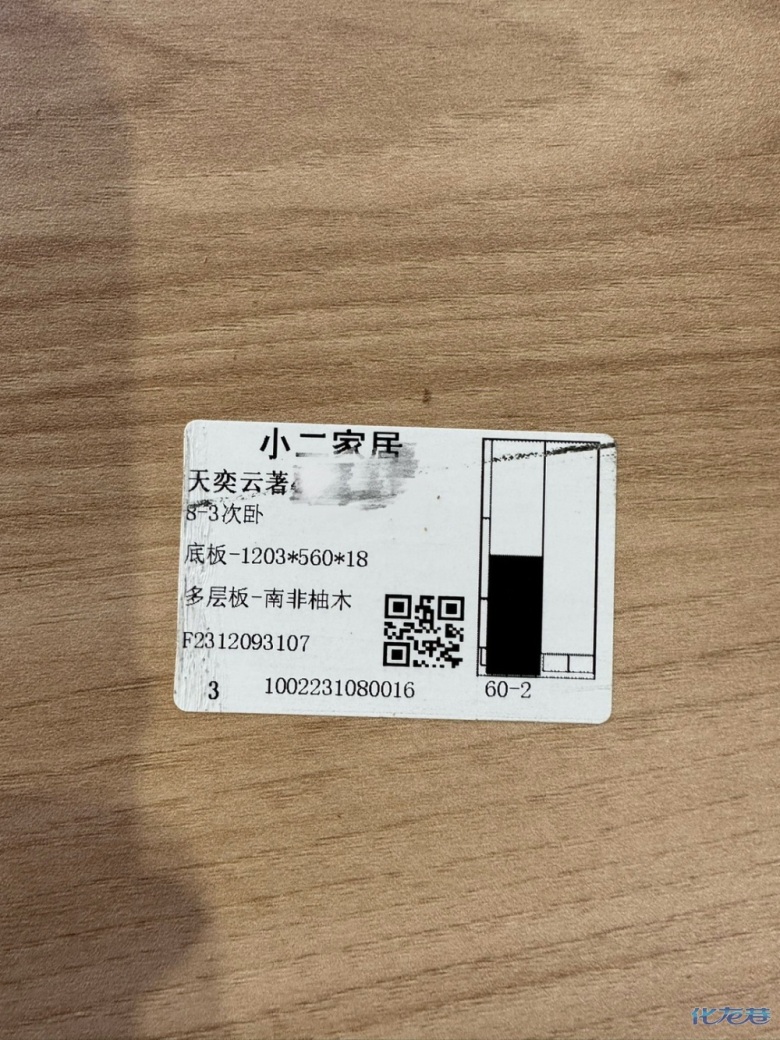 小二家居
天奕云著
8-3次卧
底板-1203*560*18
多层板-南非柚木
F2312093107
3 1002231080016 60-2
化龙巷